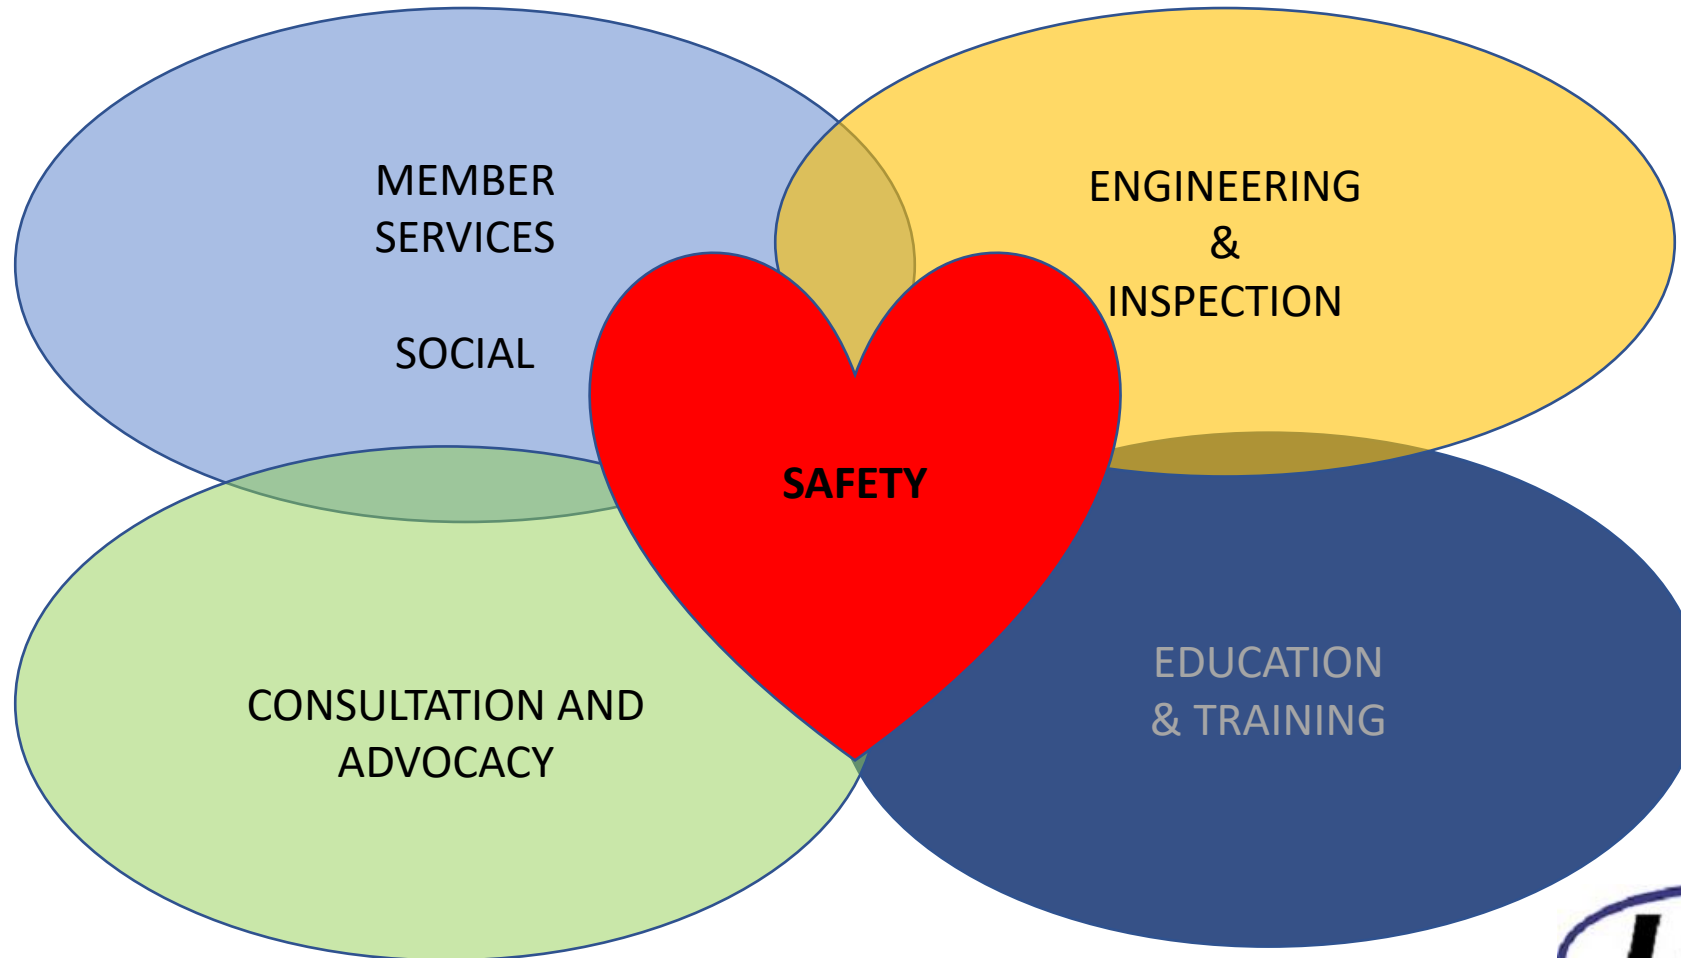 MEMBER
SERVICES
SOCIAL
ENGINEERING
&
INSPECTION
SAFETY
CONSULTATION AND
ADVOCACY
EDUCATION
& TRAINING